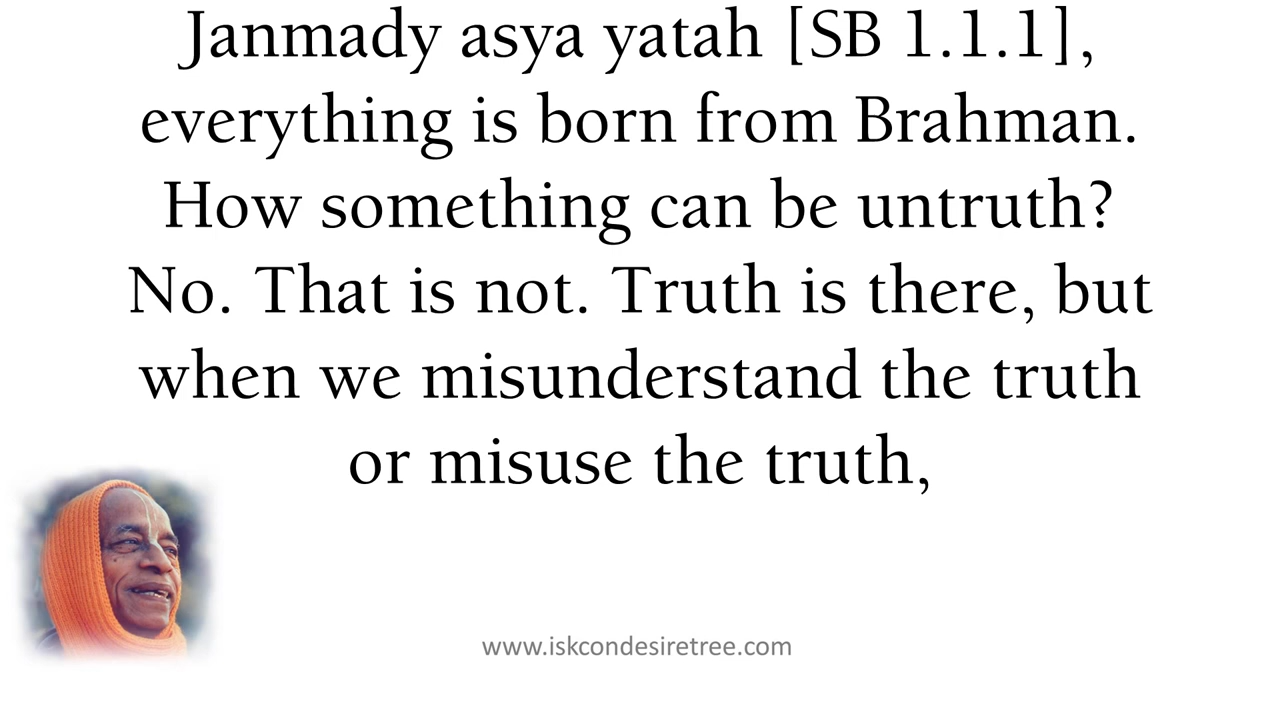 Janmady asya yatah [SB 1.1.1],
everything is born from Brahman.
How something can be untruth?
No. That is not. Truth is there, but
when we misunderstand the truth
or misuse the truth,
www.iskcondesiretree.com